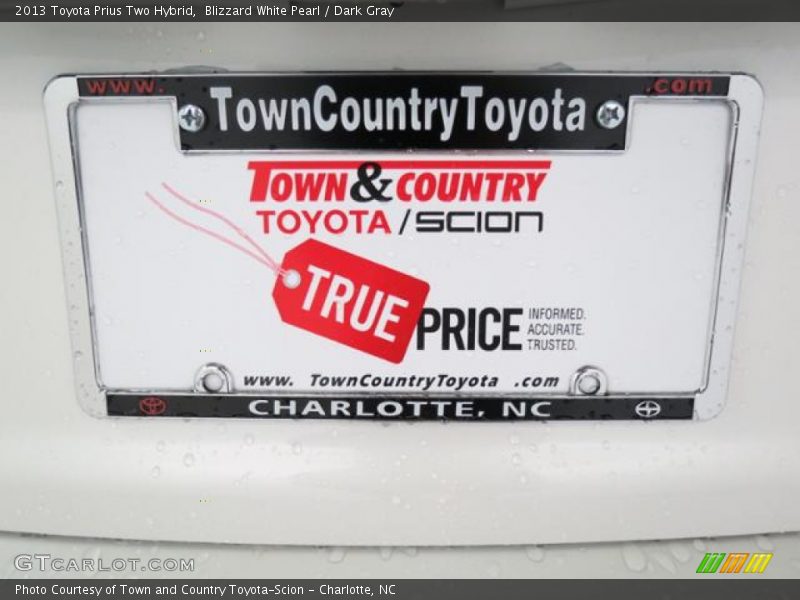 2013 Toyota Prius Two Hybrid, Blizzard White Pearl / Dark Gray
www. .com
TownCountryToyota
TOWN & COUNTRY
TOYOTA / SCION
TRUE PRICE
INFORMED.
ACCURATE.
TRUSTED.
www. TownCountryToyota .com
CHARLOTTE, NC
GTCARLOT.COM
Photo Courtesy of Town and Country Toyota-Scion - Charlotte, NC